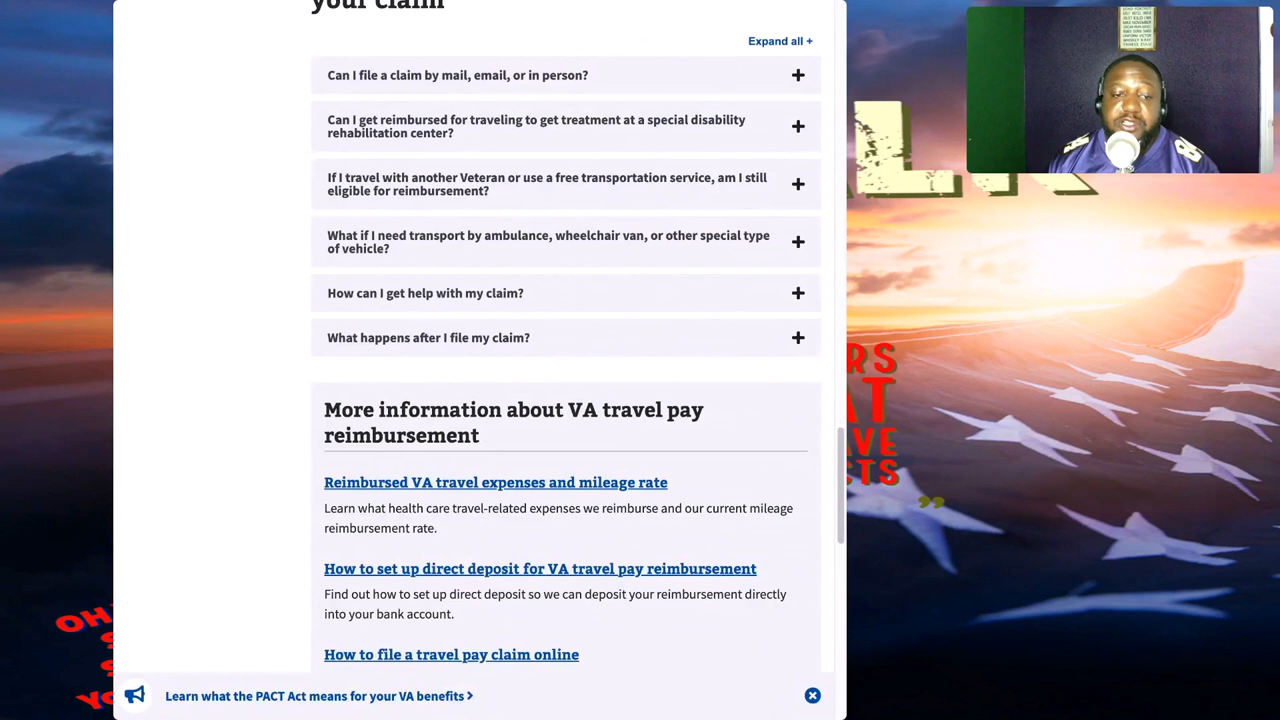 your claim
Expand all +
Can I file a claim by mail, email, or in person?
Can I get reimbursed for traveling to get treatment at a special disability
rehabilitation center?
If I travel with another Veteran or use a free transportation service, am I still
eligible for reimbursement?
What if I need transport by ambulance, wheelchair van, or other special type
of vehicle?
How can I get help with my claim?
What happens after I file my claim?
More information about VA travel pay
reimbursement
Reimbursed VA travel expenses and mileage rate
Learn what health care travel-related expenses we reimburse and our current mileage
reimbursement rate.
How to set up direct deposit for VA travel pay reimbursement
Find out how to set up direct deposit so we can deposit your reimbursement directly
into your bank account.
How to file a travel pay claim online
Learn what the PACT Act means for your VA benefits
OH